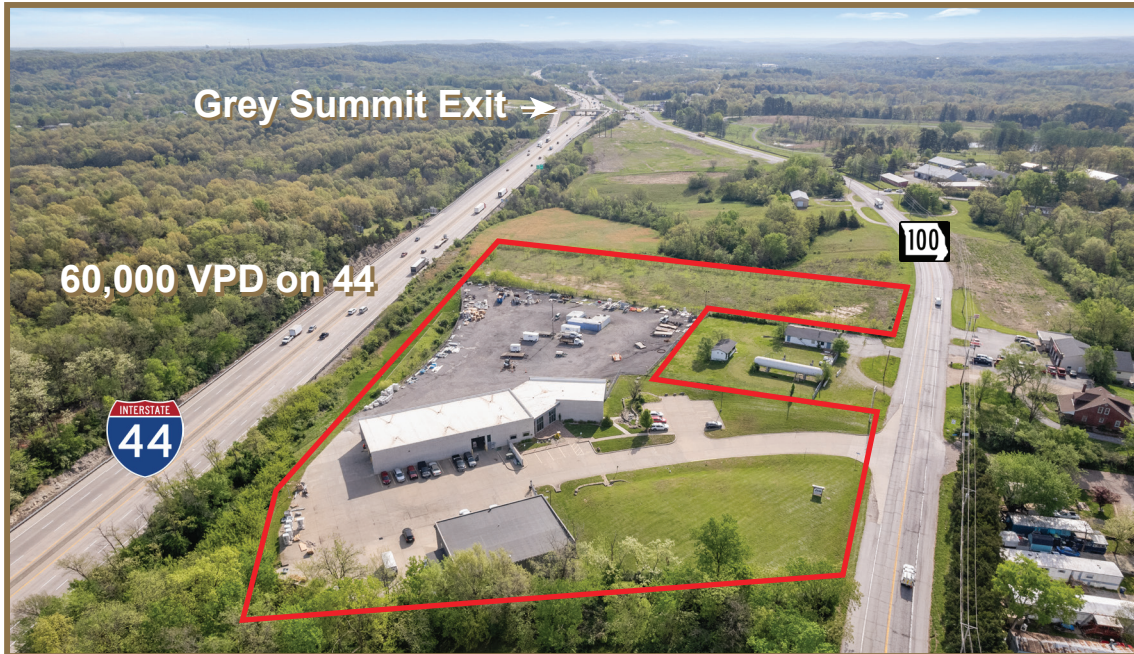 Grey Summit Exit
60,000 VPD on 44
100
INTERSTATE
44